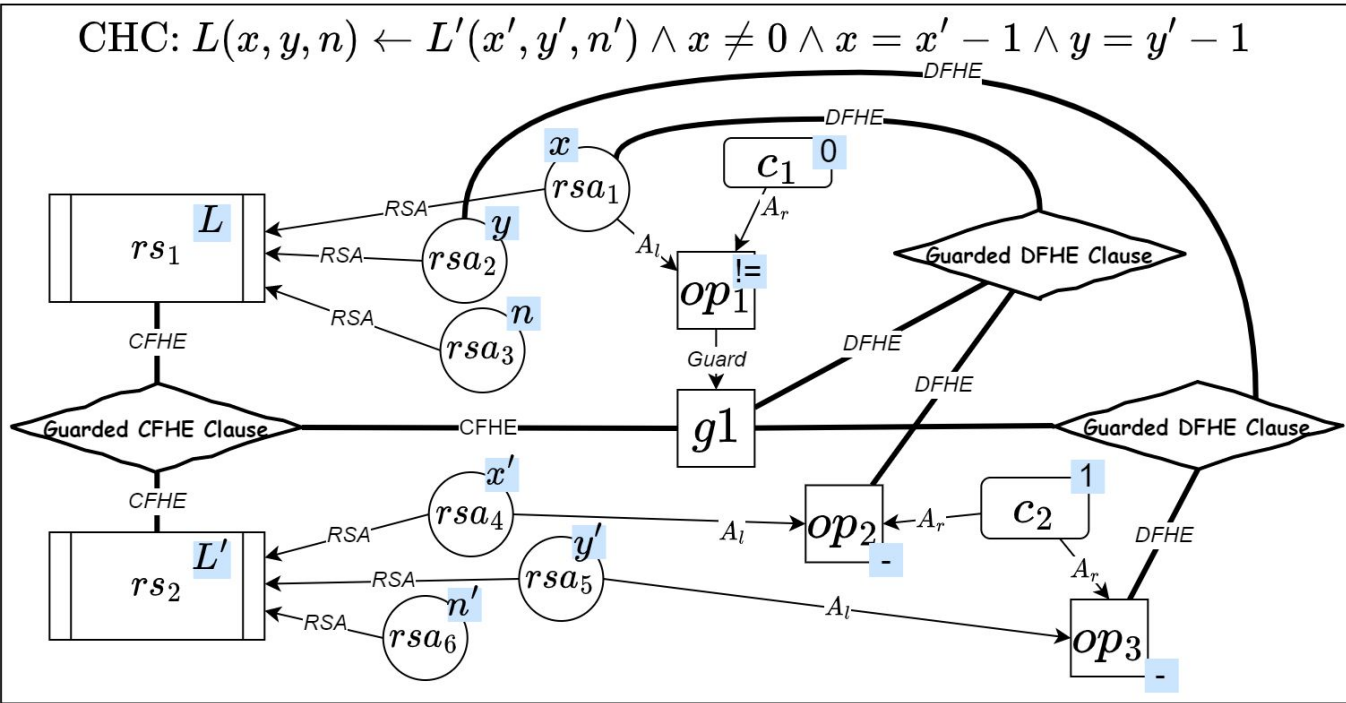 CHC: L(x, y, n) ← L′(x′, y′, n′) ∧ x ≠ 0 ∧ x = x′ − 1 ∧ y = y′ − 1
DFHE
DFHE
x
rsa₁
c₁
0
RSA
A_l
A_r
L
rs₁
y
rsa₂
RSA
!=
op₁
Guarded DFHE Clause
n
rsa₃
RSA
CFHE
Guard
DFHE
DFHE
Guarded CFHE Clause
CFHE
g1
Guarded DFHE Clause
CFHE
x′
rsa₄
RSA
A_l
op₂
-
A_r
c₂
1
DFHE
L′
rs₂
y′
rsa₅
RSA
A_r
A_l
n′
rsa₆
RSA
op₃
-